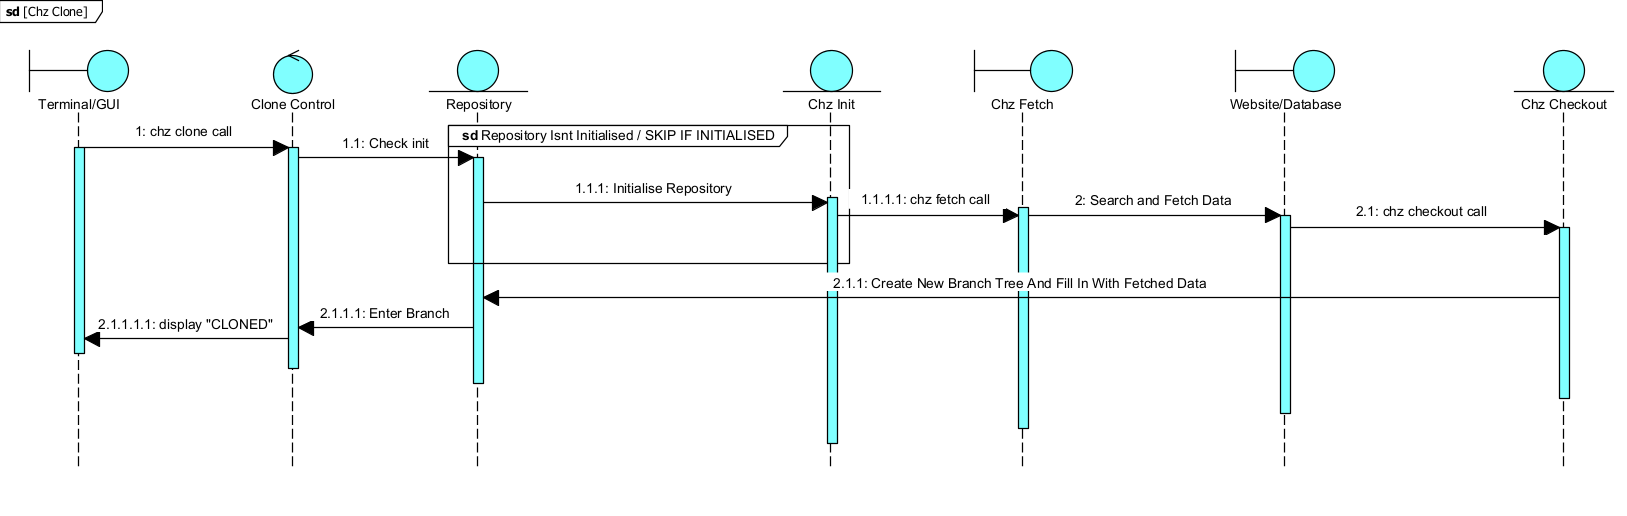 sd [Chz Clone]
Terminal/GUI
Clone Control
Repository
Chz Init
Chz Fetch
Website/Database
Chz Checkout
1: chz clone call
1.1: Check init
sd Repository Isnt Initialised / SKIP IF INITIALISED
1.1.1: Initialise Repository
1.1.1.1: chz fetch call
2: Search and Fetch Data
2.1: chz checkout call
2.1.1: Create New Branch Tree And Fill In With Fetched Data
2.1.1.1: Enter Branch
2.1.1.1.1: display "CLONED"